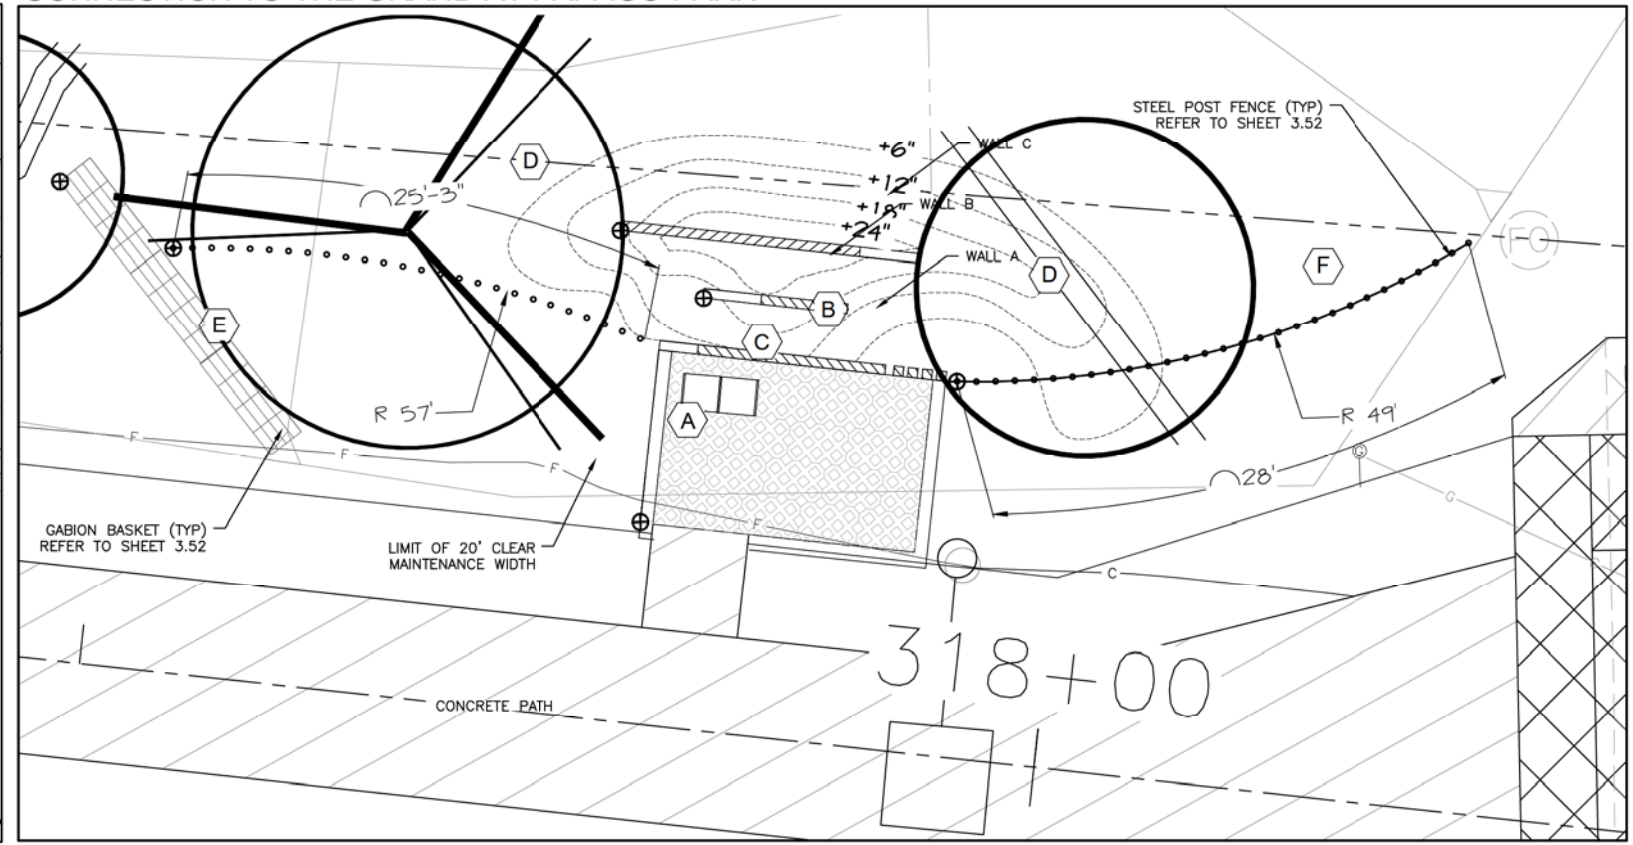 STEEL POST FENCE (TYP)
REFER TO SHEET 3.52
+6"
WALL C
D
+12"
25'-3"
+18"
WALL B
+24"
FO
WALL A
F
D
B
E
C
R 57'
A
R 49'
F
F
F
G
28'
G
F
GABION BASKET (TYP)
REFER TO SHEET 3.52
LIMIT OF 20' CLEAR
MAINTENANCE WIDTH
C
318+00
CONCRETE PATH